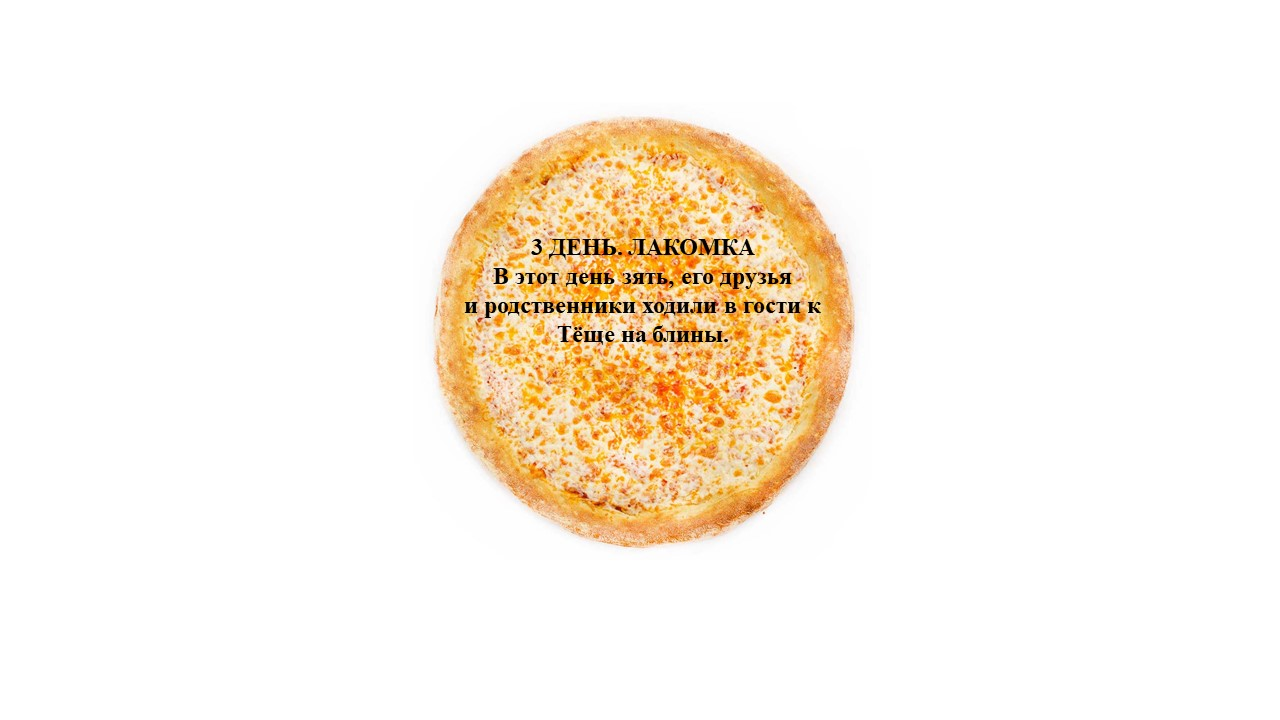 3 ДЕНЬ. ЛАКОМКА
В этот день зять, его друзья
и родственники ходили в гости к
Тёще на блины.